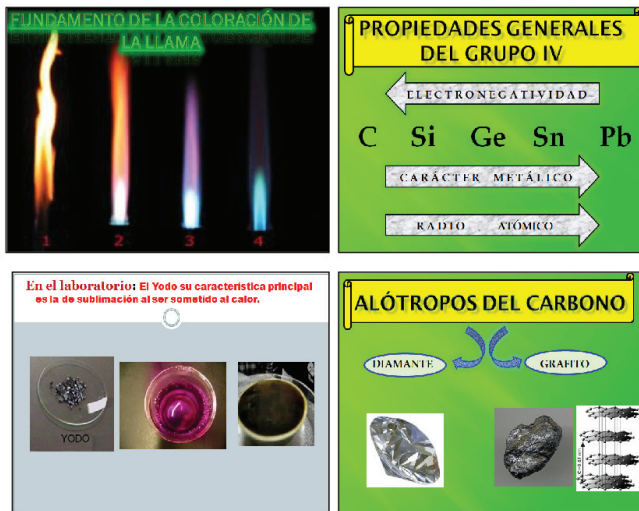 FUNDAMENTO DE LA COLORACIÓN DE
LA LLAMA
1 2 3 4
PROPIEDADES GENERALES
DEL GRUPO IV
ELECTRONEGATIVIDAD
C Si Ge Sn Pb
CARÁCTER METÁLICO
RADIO ATÓMICO
En el laboratorio: El Yodo su característica principal
es la de sublimación al ser sometido al calor.
YODO
ALÓTROPOS DEL CARBONO
DIAMANTE
GRAFITO